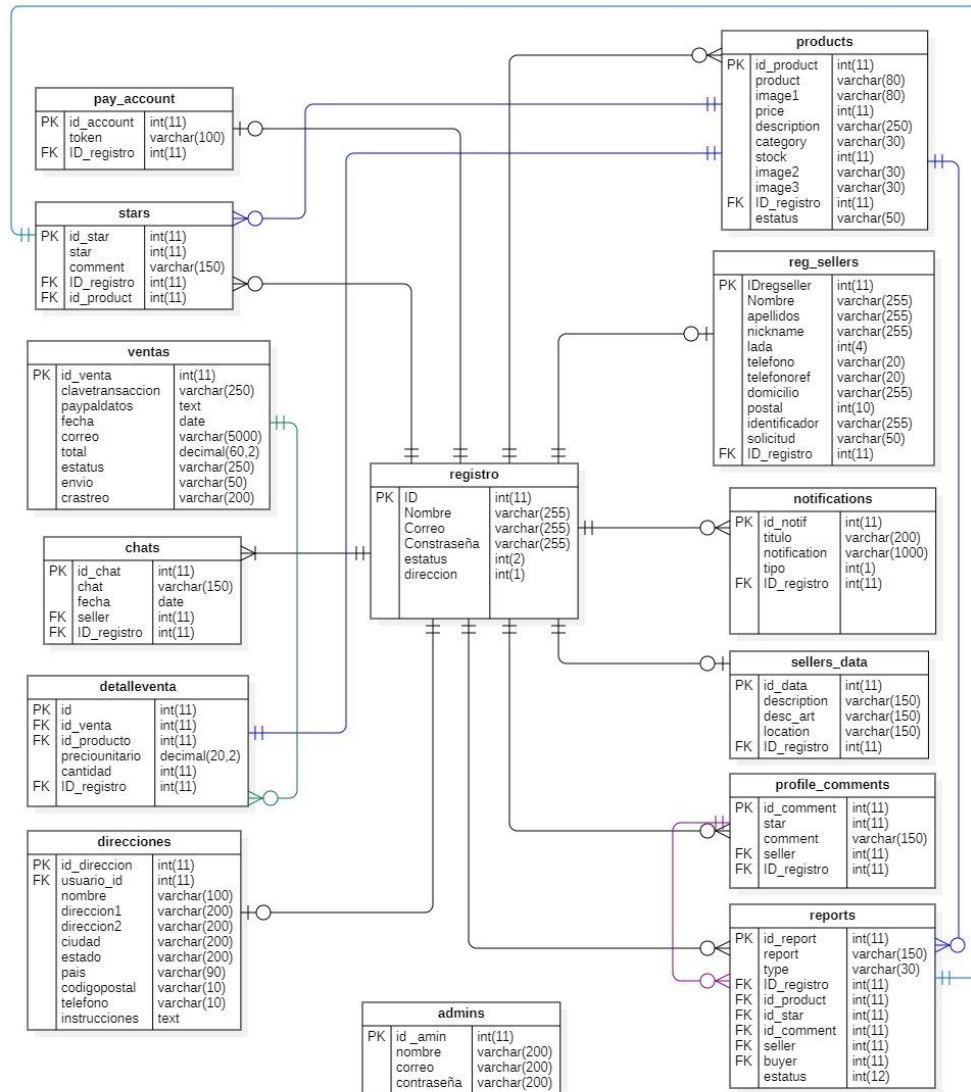 products
PK id_product int(11)
product varchar(80)
image1 varchar(80)
price int(11)
description varchar(250)
category varchar(30)
stock int(11)
image2 varchar(30)
image3 varchar(30)
FK ID_registro int(11)
estatus varchar(50)
pay_account
PK id_account int(11)
token varchar(100)
FK ID_registro int(11)
stars
PK id_star int(11)
star int(11)
comment varchar(150)
FK ID_registro int(11)
FK id_product int(11)
reg_sellers
PK IDregseller int(11)
Nombre varchar(255)
apellidos varchar(255)
nickname varchar(255)
lada int(4)
telefono varchar(20)
telefonoref varchar(20)
domicilio varchar(255)
postal int(10)
identificador varchar(255)
solicitud varchar(50)
FK ID_registro int(11)
ventas
PK id_venta int(11)
clavetransaccion varchar(250)
paypaldatos text
fecha date
correo varchar(5000)
total decimal(60,2)
estatus varchar(250)
envio varchar(50)
crastreo varchar(200)
registro
PK ID int(11)
Nombre varchar(255)
Correo varchar(255)
Constraseña varchar(255)
estatus int(2)
direccion int(1)
notifications
PK id_notif int(11)
titulo varchar(200)
notification varchar(1000)
tipo int(1)
FK ID_registro int(11)
chats
PK id_chat int(11)
chat varchar(150)
fecha date
FK seller int(11)
FK ID_registro int(11)
sellers_data
PK id_data int(11)
description varchar(150)
desc_art varchar(150)
location varchar(150)
FK ID_registro int(11)
detalleventa
PK id int(11)
FK id_venta int(11)
FK id_producto int(11)
preciounitario decimal(20,2)
cantidad int(11)
FK ID_registro int(11)
profile_comments
PK id_comment int(11)
star int(11)
comment varchar(150)
FK seller int(11)
FK ID_registro int(11)
direcciones
PK id_direccion int(11)
FK usuario_id int(11)
nombre varchar(100)
direccion1 varchar(200)
direccion2 varchar(200)
ciudad varchar(200)
estado varchar(200)
pais varchar(90)
codigopostal varchar(10)
telefono varchar(10)
instrucciones text
reports
PK id_report int(11)
report varchar(150)
type varchar(30)
FK ID_registro int(11)
FK id_product int(11)
FK id_star int(11)
FK id_comment int(11)
FK seller int(11)
FK buyer int(11)
estatus int(12)
admins
PK id _amin int(11)
nombre varchar(200)
correo varchar(200)
contraseña varchar(200)